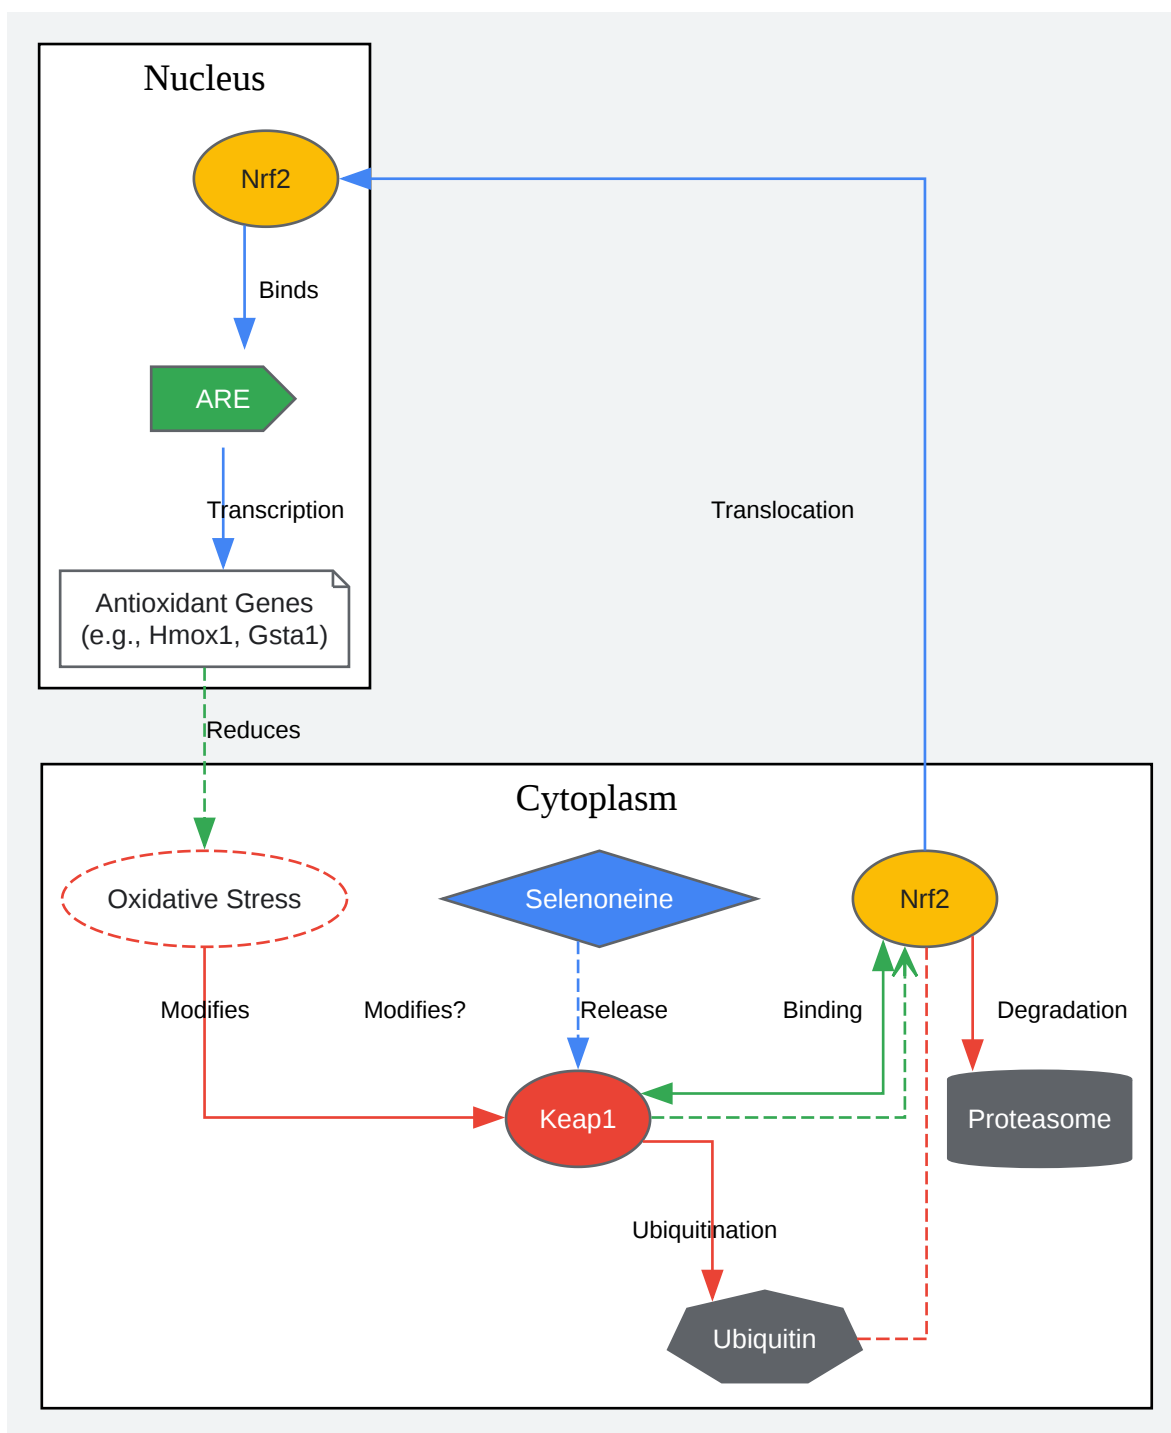 Nucleus
Nrf2
Binds
ARE
Transcription
Translocation
Antioxidant Genes
(e.g., Hmox1, Gsta1)
Reduces
Cytoplasm
Oxidative Stress
Selenoneine
Nrf2
Modifies
Modifies?
Release
Binding
Degradation
Keap1
Proteasome
Ubiquitination
Ubiquitin